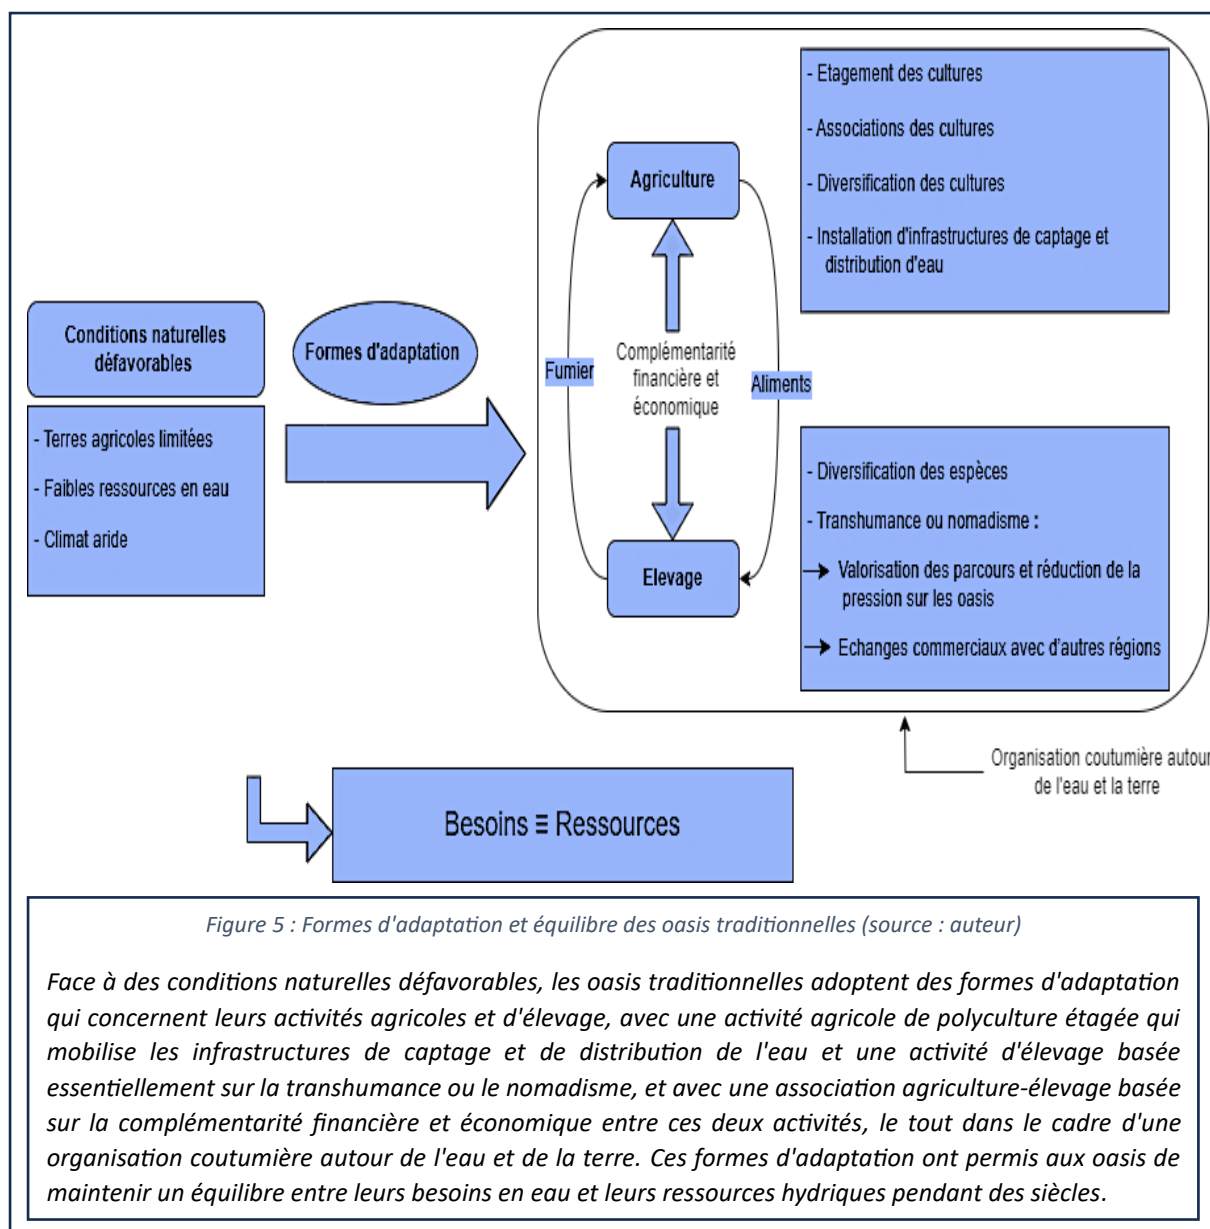 Conditions naturelles
défavorables
- Terres agricoles limitées
- Faibles ressources en eau
- Climat aride
Formes d'adaptation
Agriculture
Fumier
Complémentarité
financière et
économique
Aliments
Elevage
- Etagement des cultures
- Associations des cultures
- Diversification des cultures
- Installation d'infrastructures de captage et
distribution d'eau
- Diversification des espèces
- Transhumance ou nomadisme :
Valorisation des parcours et réduction de la
pression sur les oasis
Echanges commerciaux avec d'autres régions
Organisation coutumière autour
de l'eau et la terre
Besoins ≡ Ressources
Figure 5 : Formes d'adaptation et équilibre des oasis traditionnelles (source : auteur)
Face à des conditions naturelles défavorables, les oasis traditionnelles adoptent des formes d'adaptation
qui concernent leurs activités agricoles et d'élevage, avec une activité agricole de polyculture étagée qui
mobilise les infrastructures de captage et de distribution de l'eau et une activité d'élevage basée
essentiellement sur la transhumance ou le nomadisme, et avec une association agriculture-élevage basée
sur la complémentarité financière et économique entre ces deux activités, le tout dans le cadre d'une
organisation coutumière autour de l'eau et de la terre. Ces formes d'adaptation ont permis aux oasis de
maintenir un équilibre entre leurs besoins en eau et leurs ressources hydriques pendant des siècles.